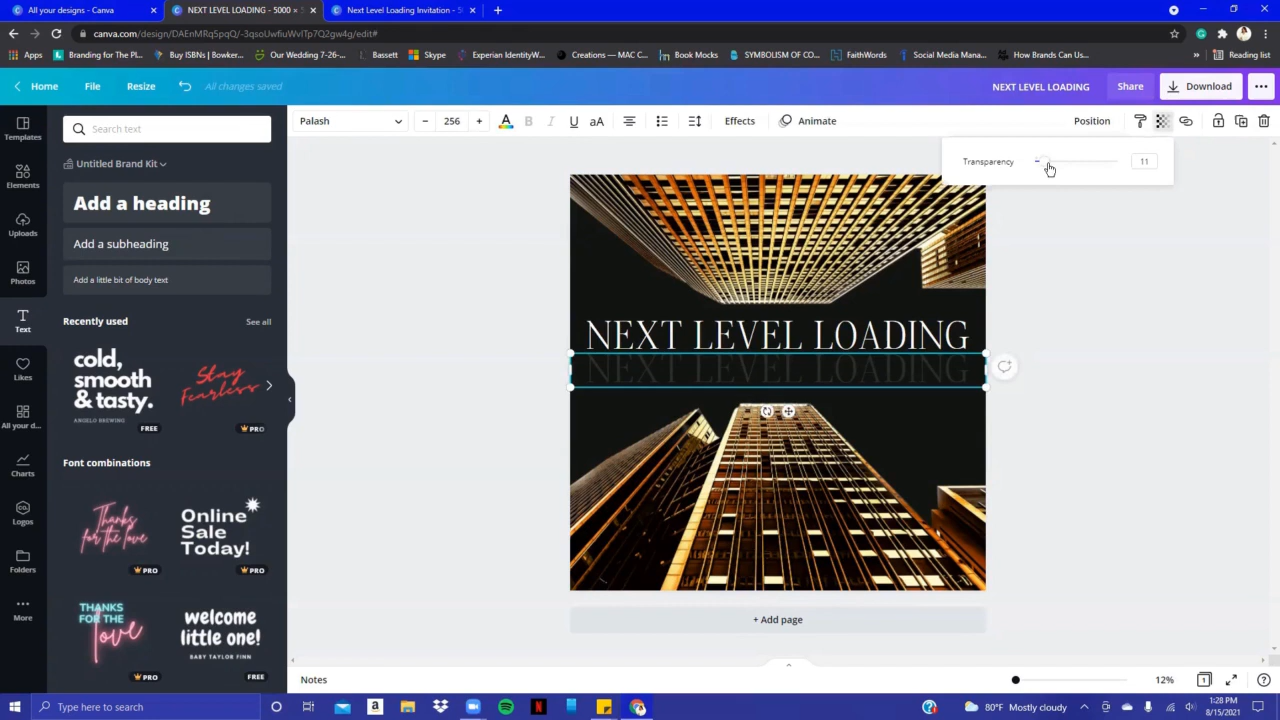 All your designs - Canva
NEXT LEVEL LOADING - 5000 ×
Next Level Loading Invitation -
canva.com/design/DAEnMRq5pqQ/-3qsoUwfiuWvITp7Q2gw4g/edit#
Apps
Branding for The Pl...
Buy ISBNs | Bowker...
Our Wedding 7-26-...
Bassett
Skype
Experian IdentityW...
Creations — MAC C...
Book Mocks
SYMBOLISM OF CO...
FaithWords
Social Media Mana...
How Brands Can Us...
Reading list
Home
File
Resize
All changes saved
NEXT LEVEL LOADING
Share
Download
Palash
256
A
B
I
U
aA
Effects
Animate
Position
Transparency
11
Templates
Elements
Uploads
Photos
Text
Likes
All your d...
Charts
Logos
Folders
More
Search text
Untitled Brand Kit
Add a heading
Add a subheading
Add a little bit of body text
Recently used
See all
cold,
smooth
& tasty.
ANGELO BREWING
FREE
Stay
Fearless
PRO
Font combinations
Thanks
for the love
PRO
Online
Sale
Today!
PRO
THANKS
FOR THE
love
PRO
welcome
little one!
BABY TAYLOR FINN
FREE
NEXT LEVEL LOADING
NEXT LEVEL LOADING
+ Add page
Notes
12%
1
Type here to search
80°F Mostly cloudy
1:28 PM
8/15/2021